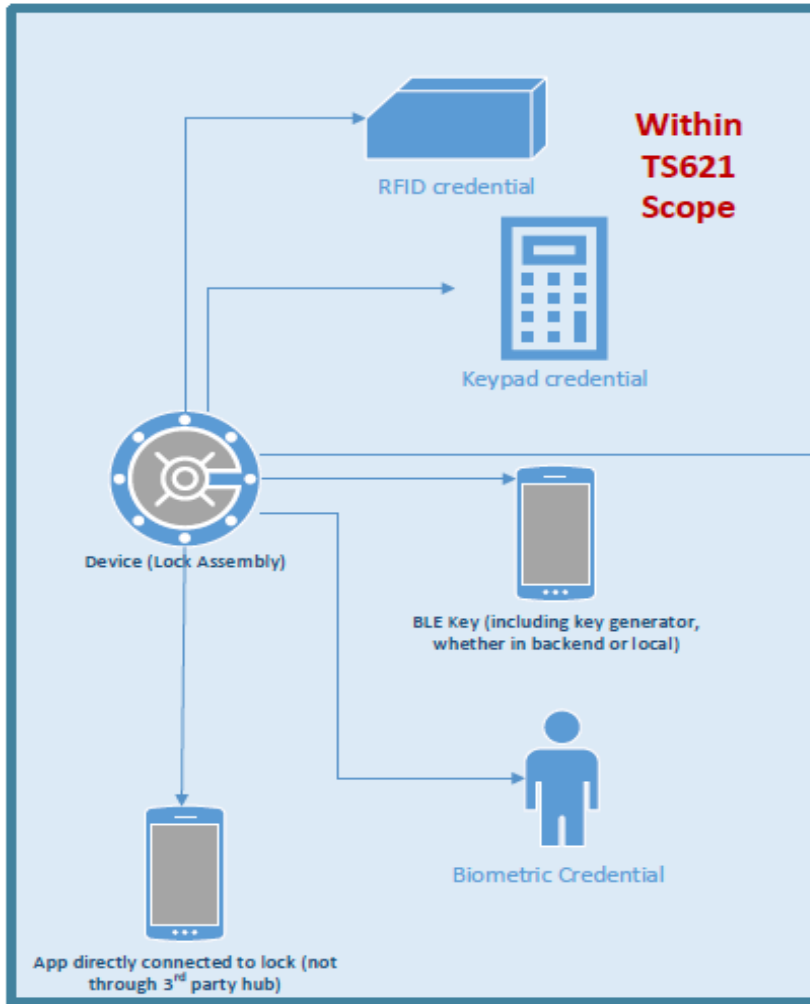 Within
TS621
Scope
RFID credential
Keypad credential
Device (Lock Assembly)
BLE Key (including key generator,
whether in backend or local)
Biometric Credential
App directly connected to lock (not
through 3rd party hub)